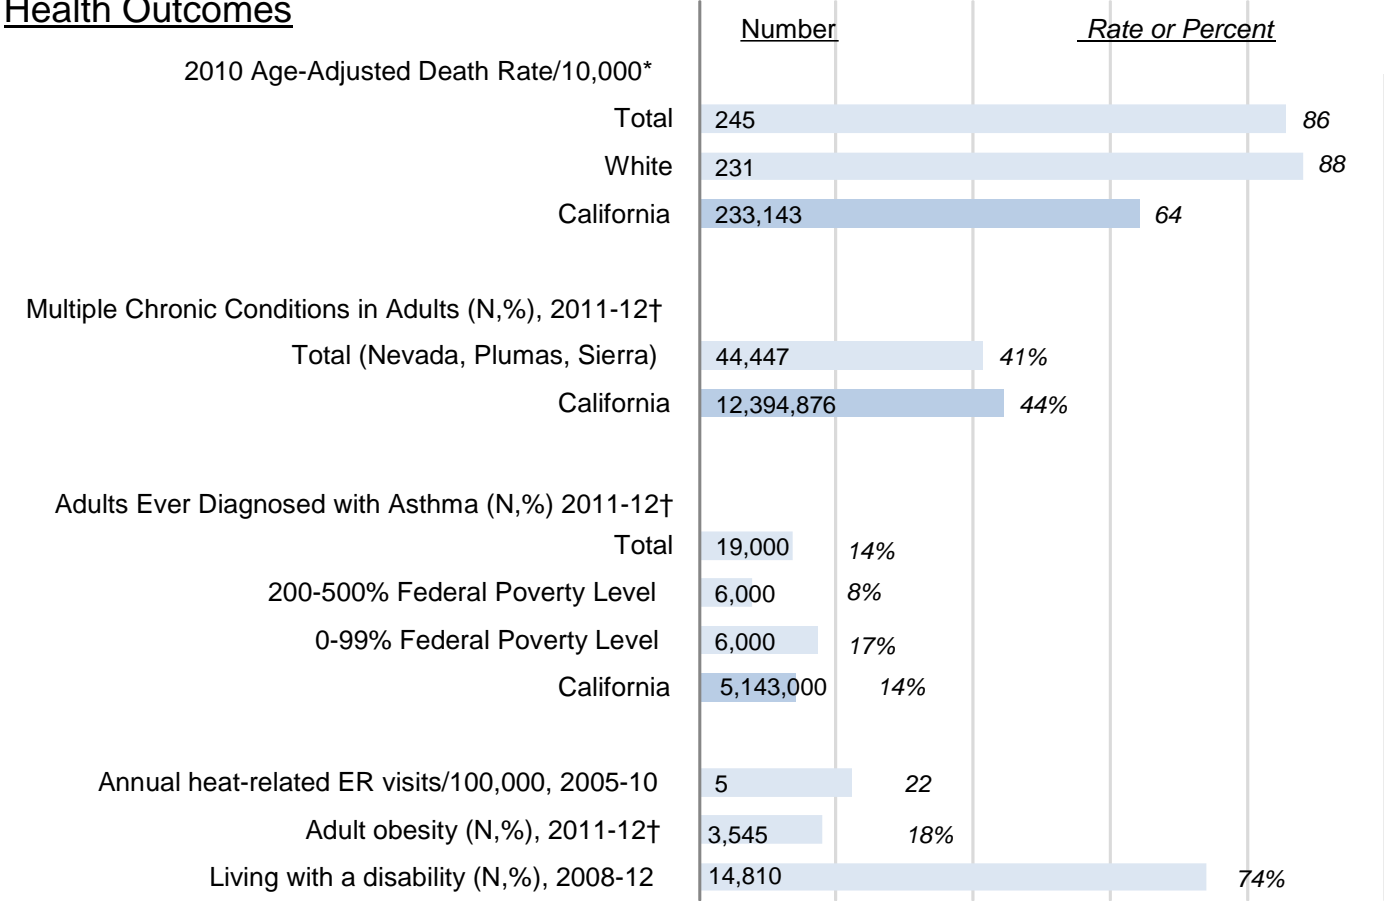 Health Outcomes
Number Rate or Percent
2010 Age-Adjusted Death Rate/10,000*
Total 245 86
White 231 88
California 233,143 64
Multiple Chronic Conditions in Adults (N,%), 2011-12†
Total (Nevada, Plumas, Sierra) 44,447 41%
California 12,394,876 44%
Adults Ever Diagnosed with Asthma (N,%) 2011-12†
Total 19,000 14%
200-500% Federal Poverty Level 6,000 8%
0-99% Federal Poverty Level 6,000 17%
California 5,143,000 14%
Annual heat-related ER visits/100,000, 2005-10 5 22
Adult obesity (N,%), 2011-12† 3,545 18%
Living with a disability (N,%), 2008-12 14,810 74%